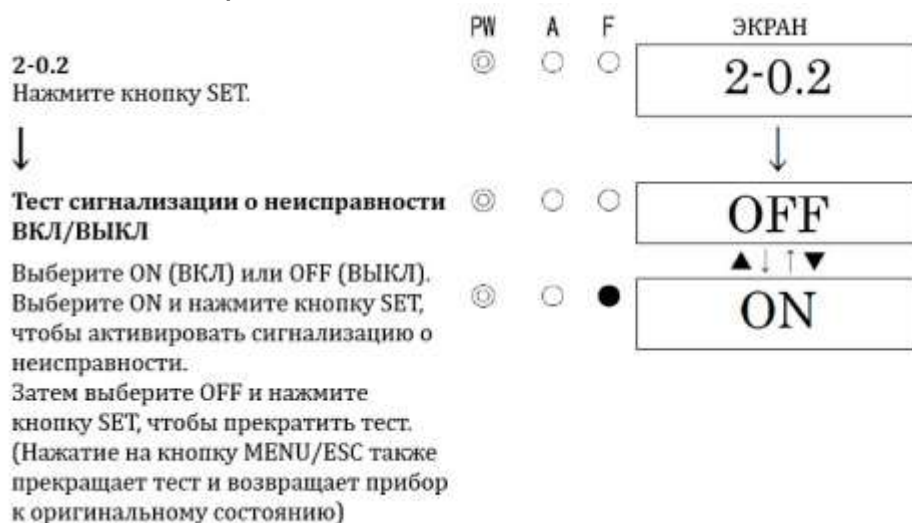 PW A F ЭКРАН
2-0.2
Нажмите кнопку SET.
2-0.2
Тест сигнализации о неисправности
ВКЛ/ВЫКЛ
OFF
Выберите ON (ВКЛ) или OFF (ВЫКЛ).
Выберите ON и нажмите кнопку SET,
чтобы активировать сигнализацию о
неисправности.
Затем выберите OFF и нажмите
кнопку SET, чтобы прекратить тест.
(Нажатие на кнопку MENU/ESC также
прекращает тест и возвращает прибор
к оригинальному состоянию)
▲↓↑▼
ON